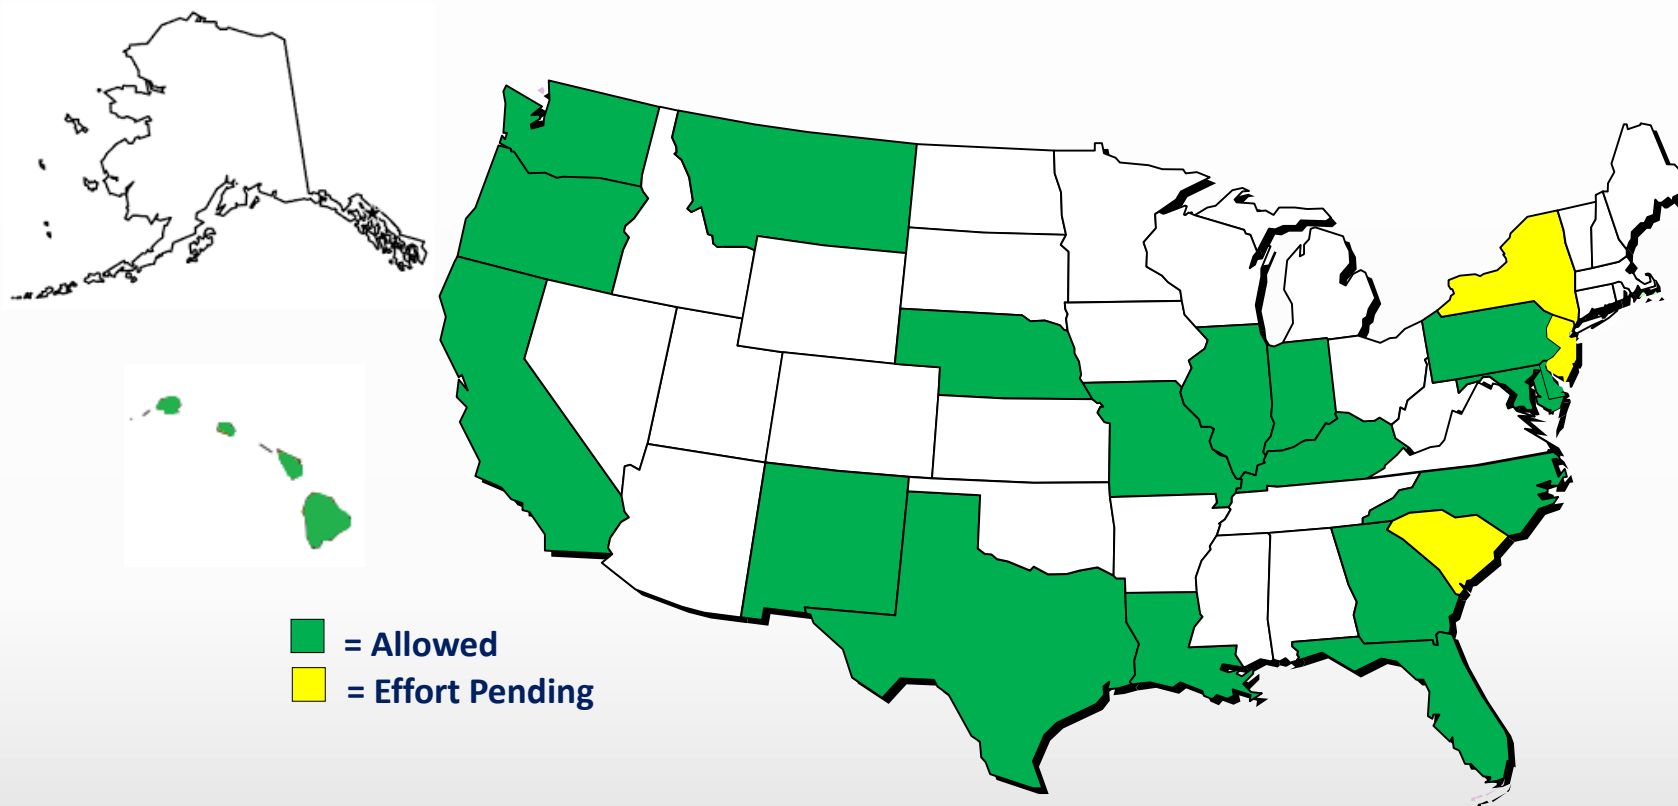 = Allowed
= Effort Pending